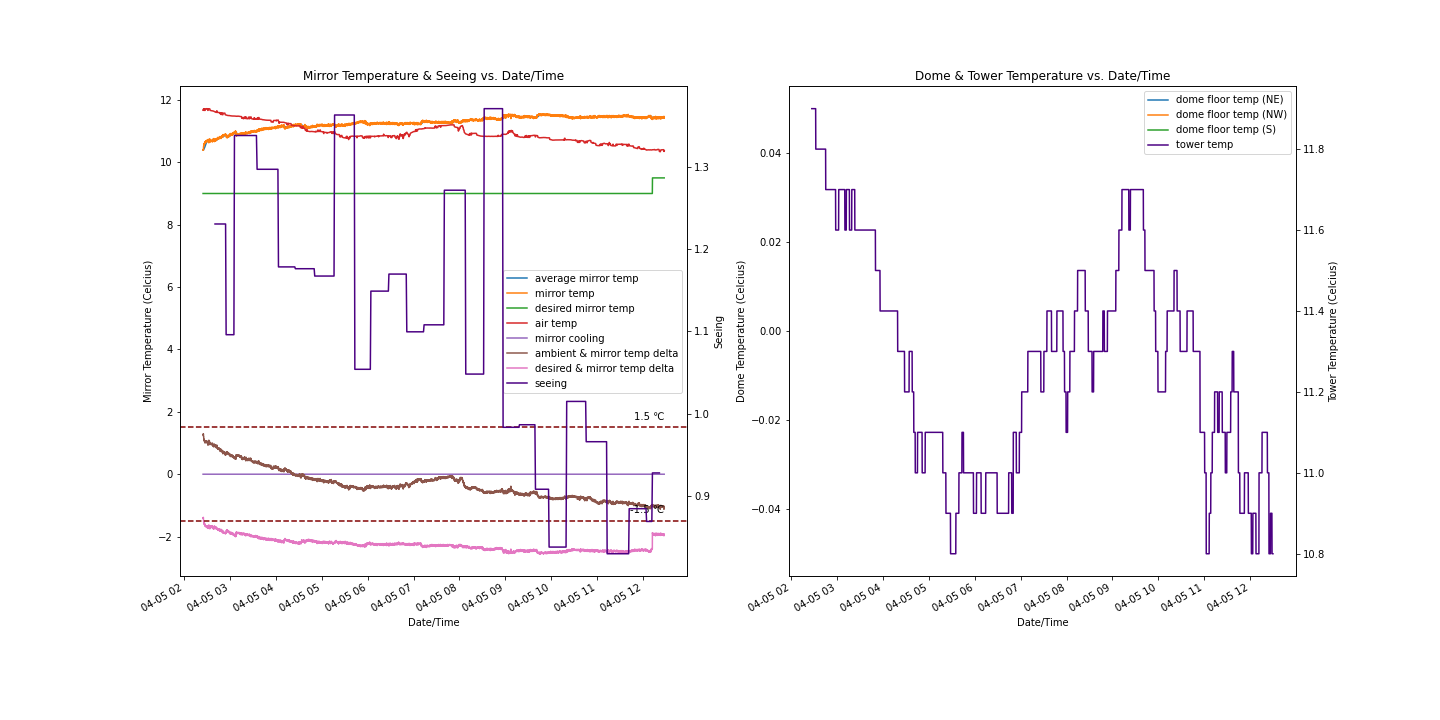 Mirror Temperature & Seeing vs. Date/Time
12
10
8
6
4
2
0
−2
Mirror Temperature (Celcius)
1.3
1.2
1.1
1.0
0.9
Seeing
average mirror temp
mirror temp
desired mirror temp
air temp
mirror cooling
ambient & mirror temp delta
desired & mirror temp delta
seeing
1.5 °C
-1.5 °C
04-05 02
04-05 03
04-05 04
04-05 05
04-05 06
04-05 07
04-05 08
04-05 09
04-05 10
04-05 11
04-05 12
Date/Time
Dome & Tower Temperature vs. Date/Time
0.04
0.02
0.00
−0.02
−0.04
Dome Temperature (Celcius)
dome floor temp (NE)
dome floor temp (NW)
dome floor temp (S)
tower temp
11.8
11.6
11.4
11.2
11.0
10.8
Tower Temperature (Celcius)
04-05 02
04-05 03
04-05 04
04-05 05
04-05 06
04-05 07
04-05 08
04-05 09
04-05 10
04-05 11
04-05 12
Date/Time